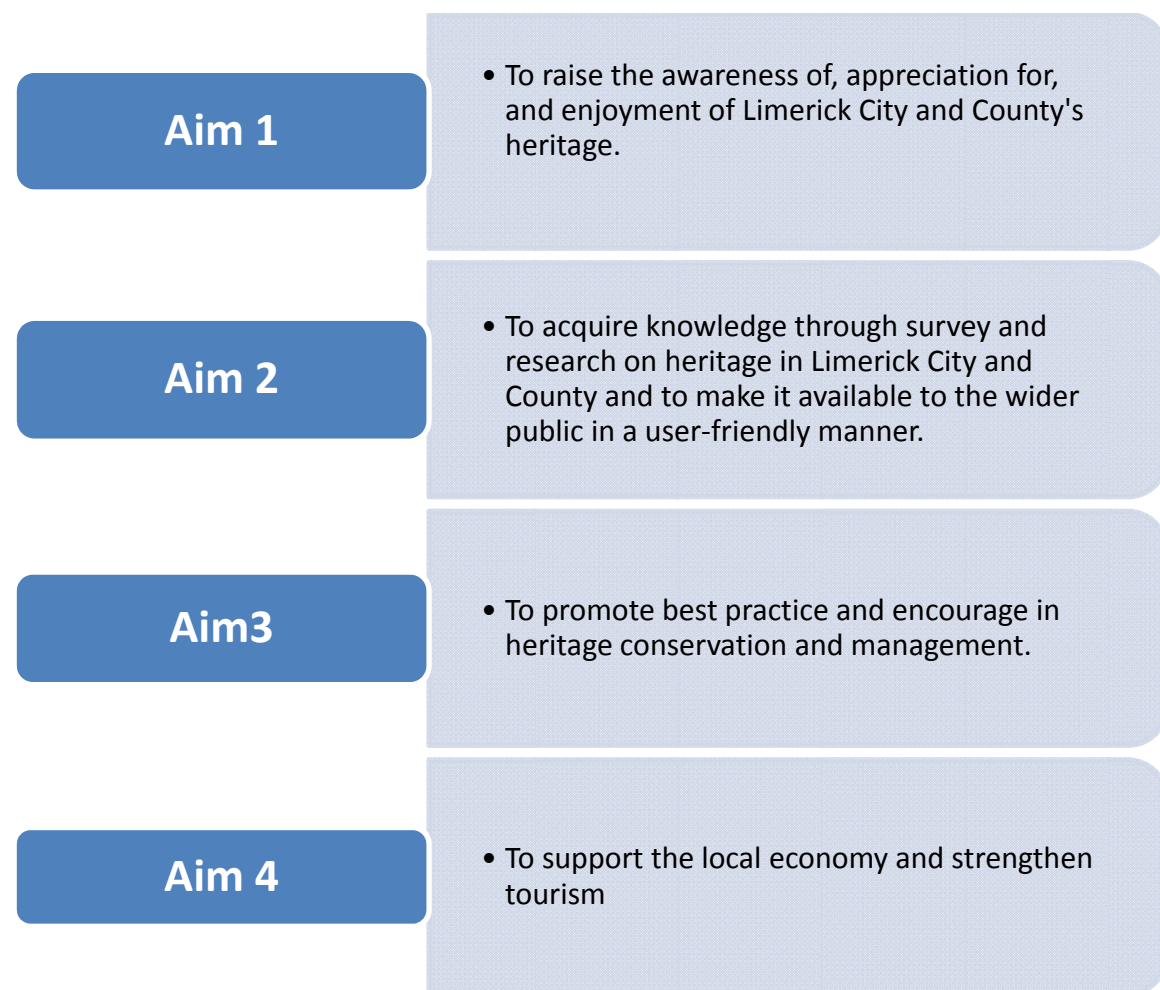 Aim 1
• To raise the awareness of, appreciation for,
and enjoyment of Limerick City and County's
heritage.
Aim 2
• To acquire knowledge through survey and
research on heritage in Limerick City and
County and to make it available to the wider
public in a user-friendly manner.
Aim3
• To promote best practice and encourage in
heritage conservation and management.
Aim 4
• To support the local economy and strengthen
tourism